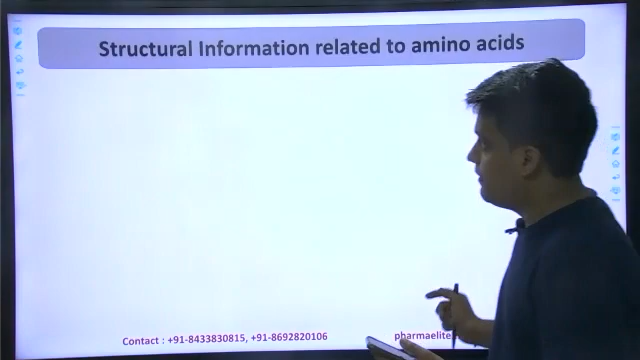 Structural Information related to amino acids
Contact : +91-8433830815, +91-8692820106
pharmaelite